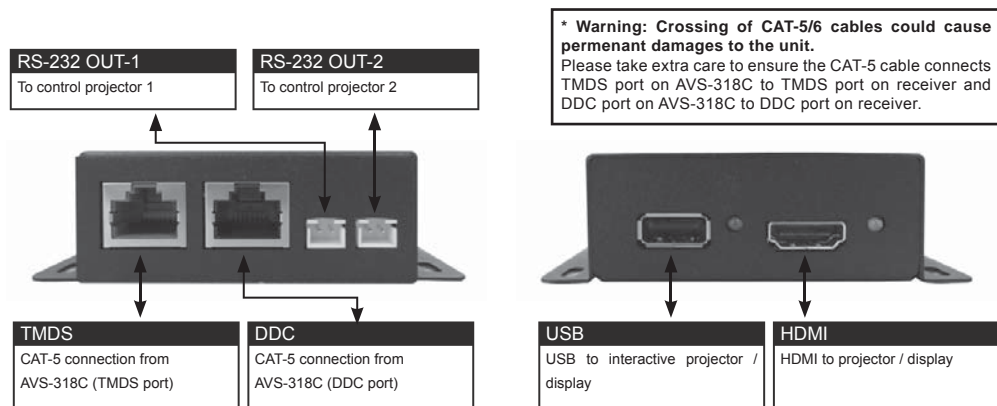 * Warning: Crossing of CAT-5/6 cables could cause
permenant damages to the unit.
Please take extra care to ensure the CAT-5 cable connects
TMDS port on AVS-318C to TMDS port on receiver and
DDC port on AVS-318C to DDC port on receiver.
RS-232 OUT-1
To control projector 1
RS-232 OUT-2
To control projector 2
TMDS
CAT-5 connection from
AVS-318C (TMDS port)
DDC
CAT-5 connection from
AVS-318C (DDC port)
USB
USB to interactive projector /
display
HDMI
HDMI to projector / display